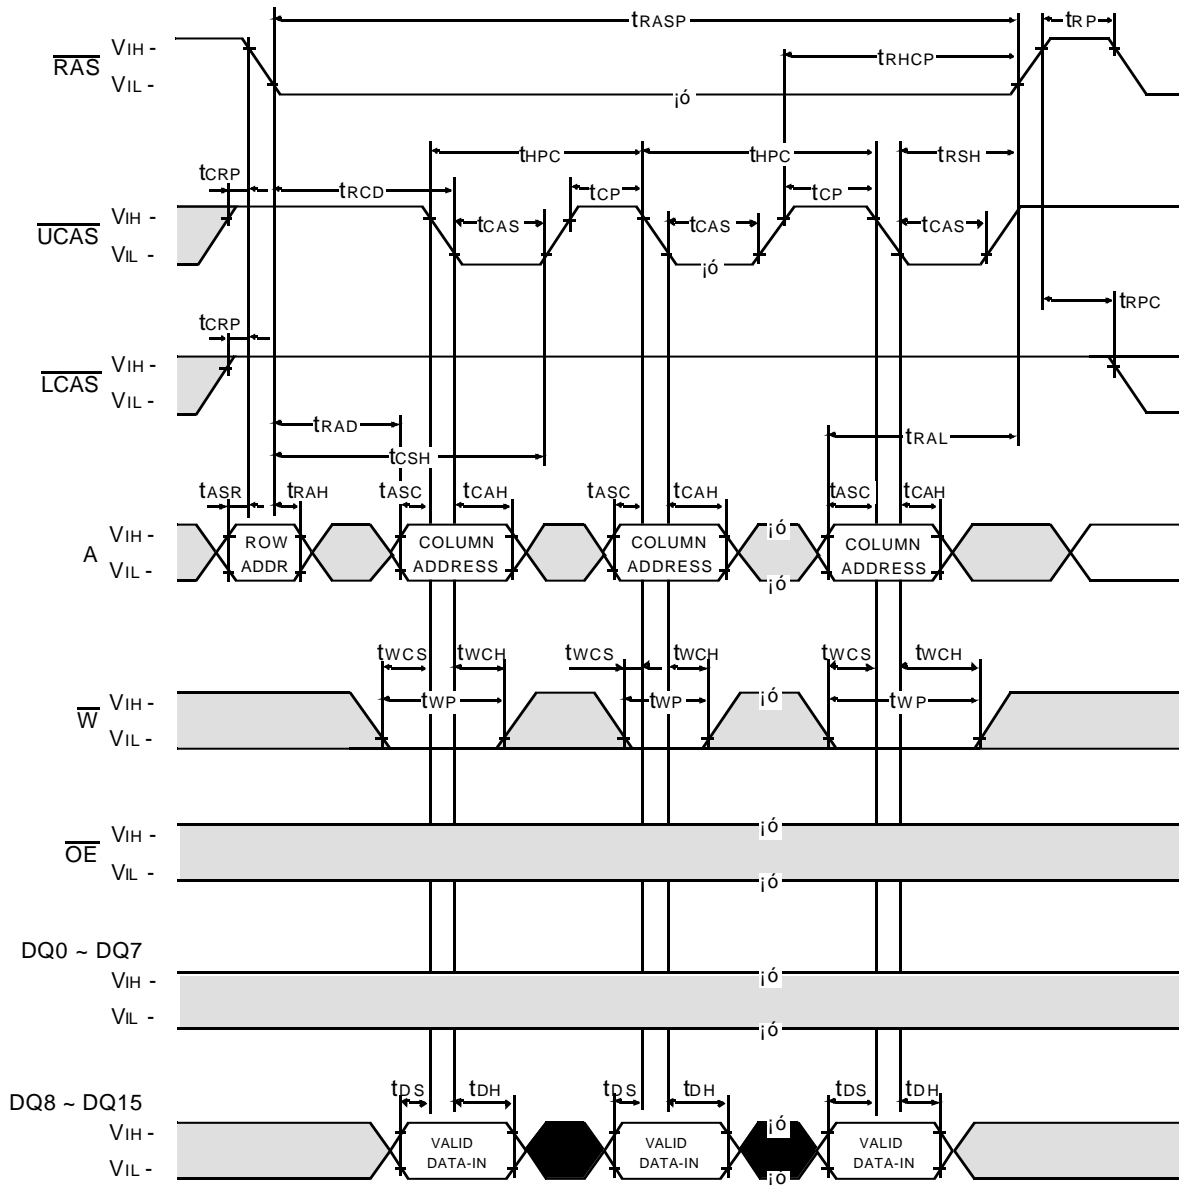 tRASP tRP
RAS VIH - tRHCP
VIL - ¡ó
tHPC tHPC tRSH
tCRP tRCD tCP tCP
UCAS VIH - tCAS tCAS tCAS
VIL - ¡ó
tCRP tRPC
LCAS VIH -
VIL -
tRAD tRAL
tCSH
tASR tRAH tASC tCAH tASC tCAH tASC tCAH
A VIH - ROW COLUMN COLUMN ¡ó COLUMN
VIL - ADDR ADDRESS ADDRESS ¡ó ADDRESS
tWCS tWCH tWCS tWCH tWCS tWCH
W VIH - tWP tWP ¡ó tWP
VIL -
OE VIH - ¡ó
VIL - ¡ó
DQ0 ~ DQ7
VIH - ¡ó
VIL - ¡ó
tDS tDH tDS tDH tDS tDH
DQ8 ~ DQ15
VIH - VALID VALID ¡ó VALID
VIL - DATA-IN DATA-IN ¡ó DATA-IN